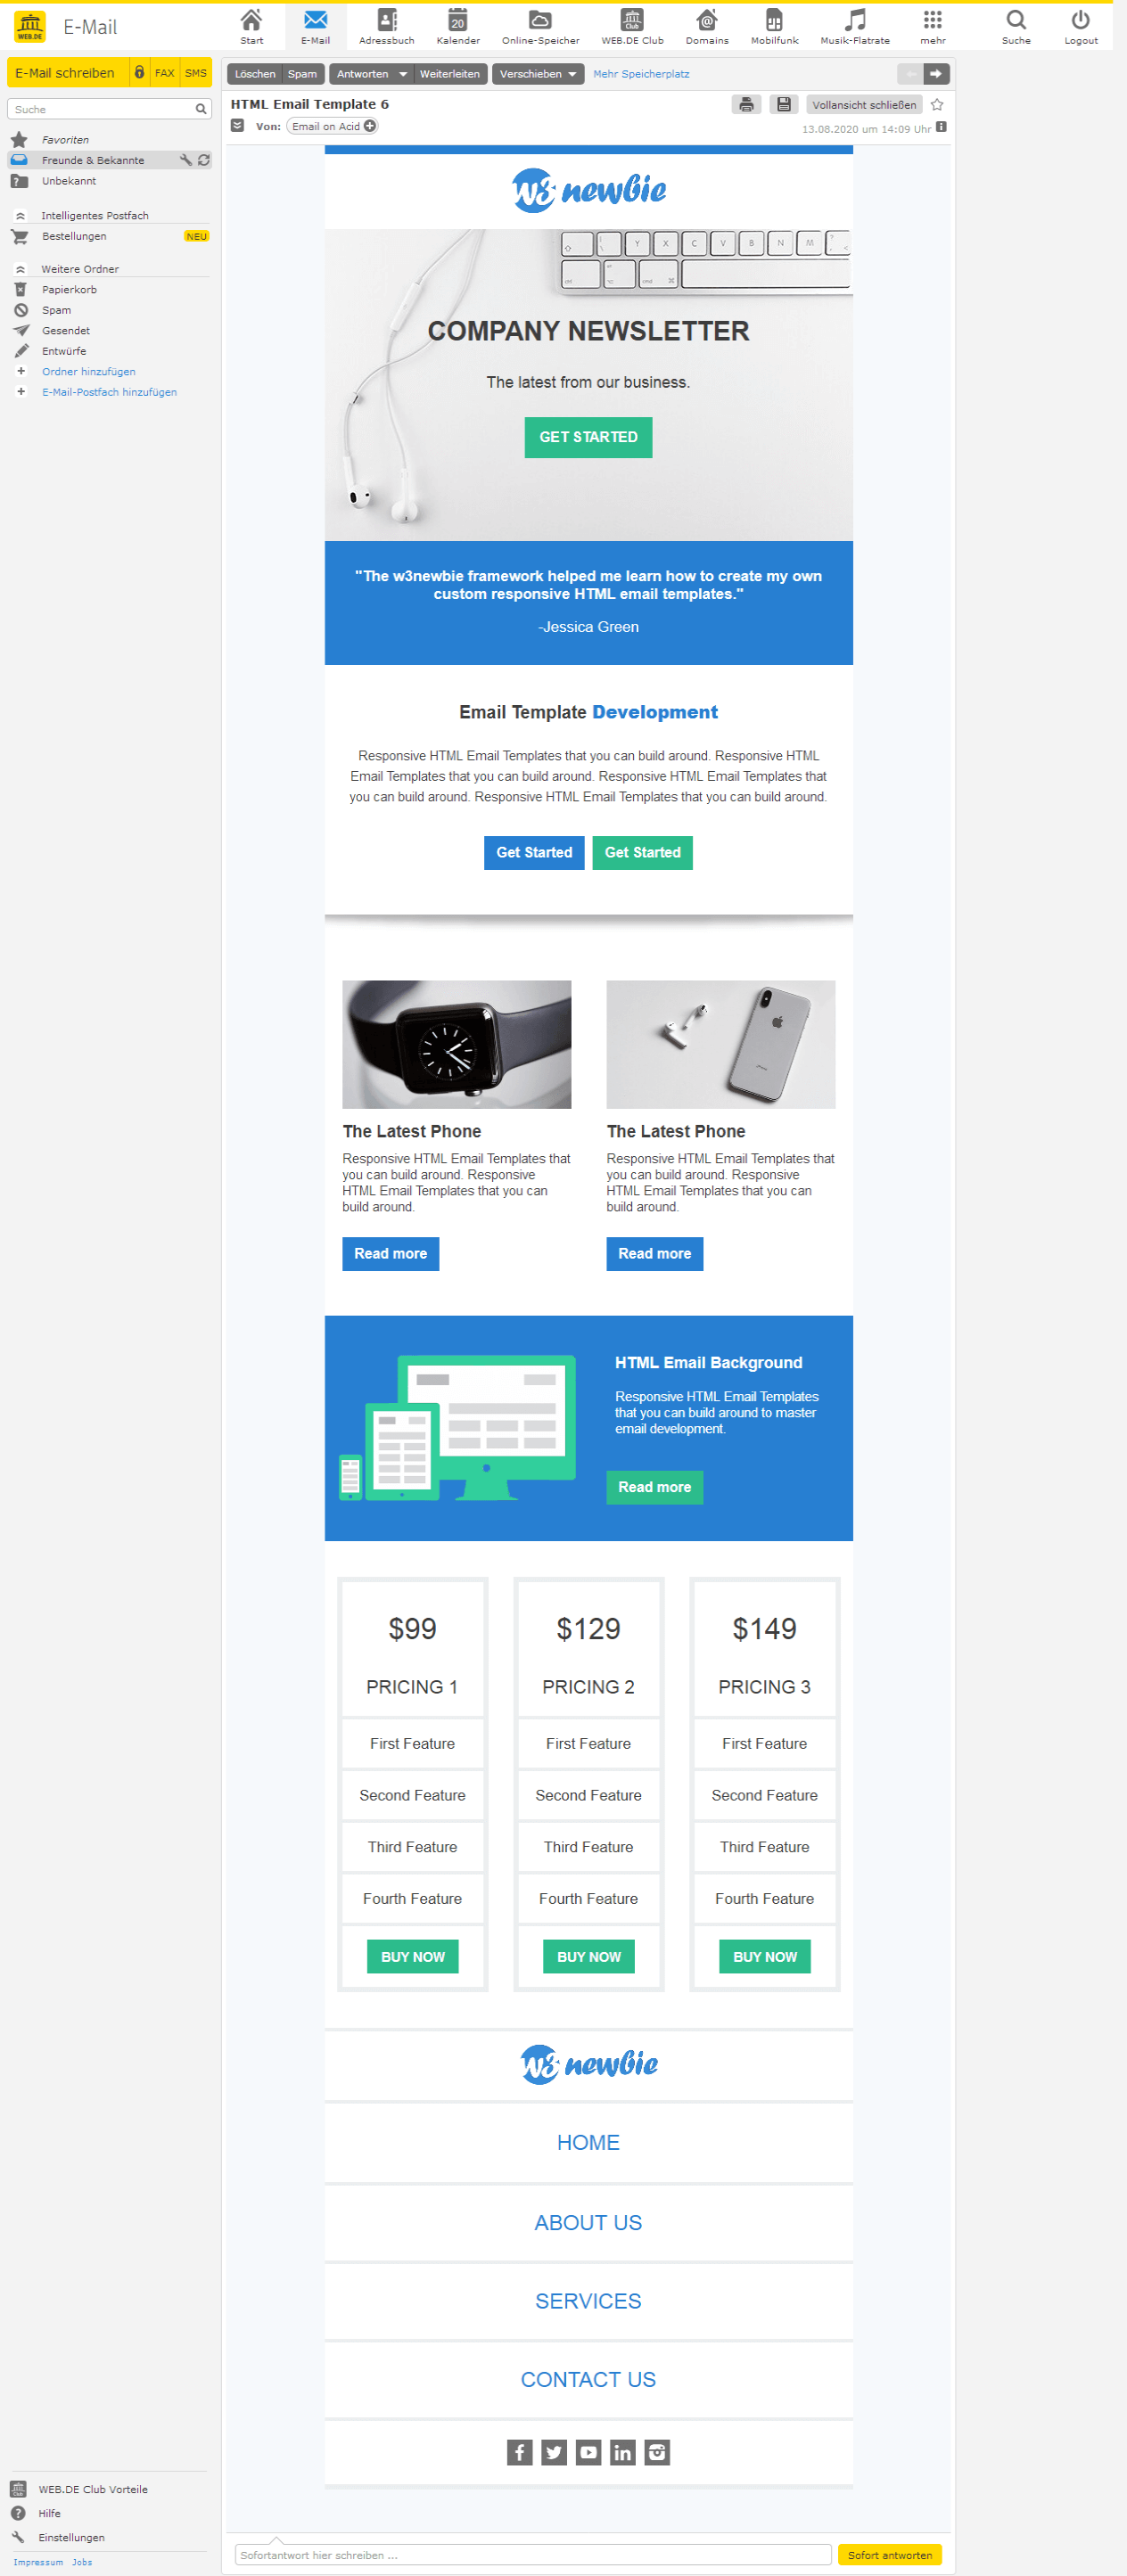 WEB.DE
E-Mail
Start
E-Mail
Adressbuch
20
Kalender
Online-Speicher
Club
WEB.DE Club
Domains
Mobilfunk
Musik-Flatrate
mehr
Suche
Logout
E-Mail schreiben
FAX
SMS
Suche
Favoriten
Freunde & Bekannte
Unbekannt
Intelligentes Postfach
Bestellungen
NEU
Weitere Ordner
Papierkorb
Spam
Gesendet
Entwürfe
Ordner hinzufügen
E-Mail-Postfach hinzufügen
Löschen
Spam
Antworten
Weiterleiten
Verschieben
Mehr Speicherplatz
HTML Email Template 6
Vollansicht schließen
Von: Email on Acid
13.08.2020 um 14:09 Uhr
w3 newbie
Y X C V B N M
COMPANY NEWSLETTER
The latest from our business.
GET STARTED
"The w3newbie framework helped me learn how to create my own
custom responsive HTML email templates."
-Jessica Green
Email Template Development
Responsive HTML Email Templates that you can build around. Responsive HTML
Email Templates that you can build around. Responsive HTML Email Templates that
you can build around. Responsive HTML Email Templates that you can build around.
Get Started
Get Started
The Latest Phone
Responsive HTML Email Templates that
you can build around. Responsive
HTML Email Templates that you can
build around.
Read more
The Latest Phone
Responsive HTML Email Templates that
you can build around. Responsive
HTML Email Templates that you can
build around.
Read more
HTML Email Background
Responsive HTML Email Templates
that you can build around to master
email development.
Read more
$99
PRICING 1
First Feature
Second Feature
Third Feature
Fourth Feature
BUY NOW
$129
PRICING 2
First Feature
Second Feature
Third Feature
Fourth Feature
BUY NOW
$149
PRICING 3
First Feature
Second Feature
Third Feature
Fourth Feature
BUY NOW
w3 newbie
HOME
ABOUT US
SERVICES
CONTACT US
Club
WEB.DE Club Vorteile
Hilfe
Einstellungen
Impressum
Jobs
Sofortantwort hier schreiben ...
Sofort antworten